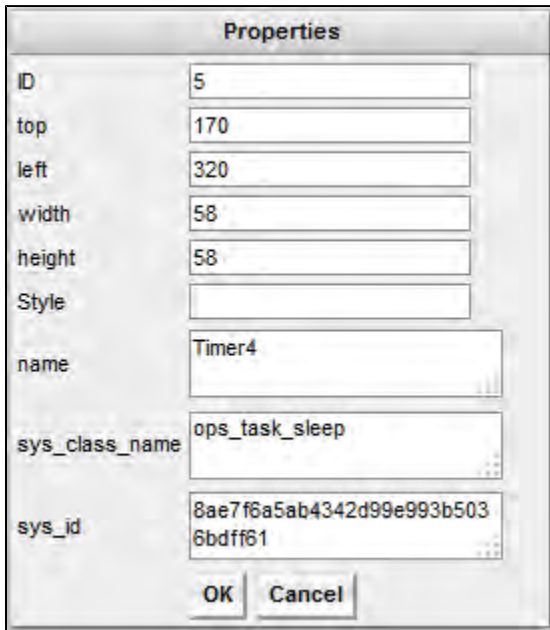 Properties
ID 5
top 170
left 320
width 58
height 58
Style
name Timer4
sys_class_name ops_task_sleep
sys_id 8ae7f6a5ab4342d99e993b503
6bdff61
OK Cancel